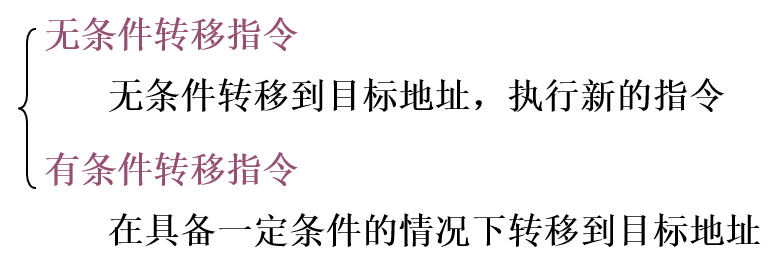 无条件转移指令
无条件转移到目标地址，执行新的指令
有条件转移指令
在具备一定条件的情况下转移到目标地址